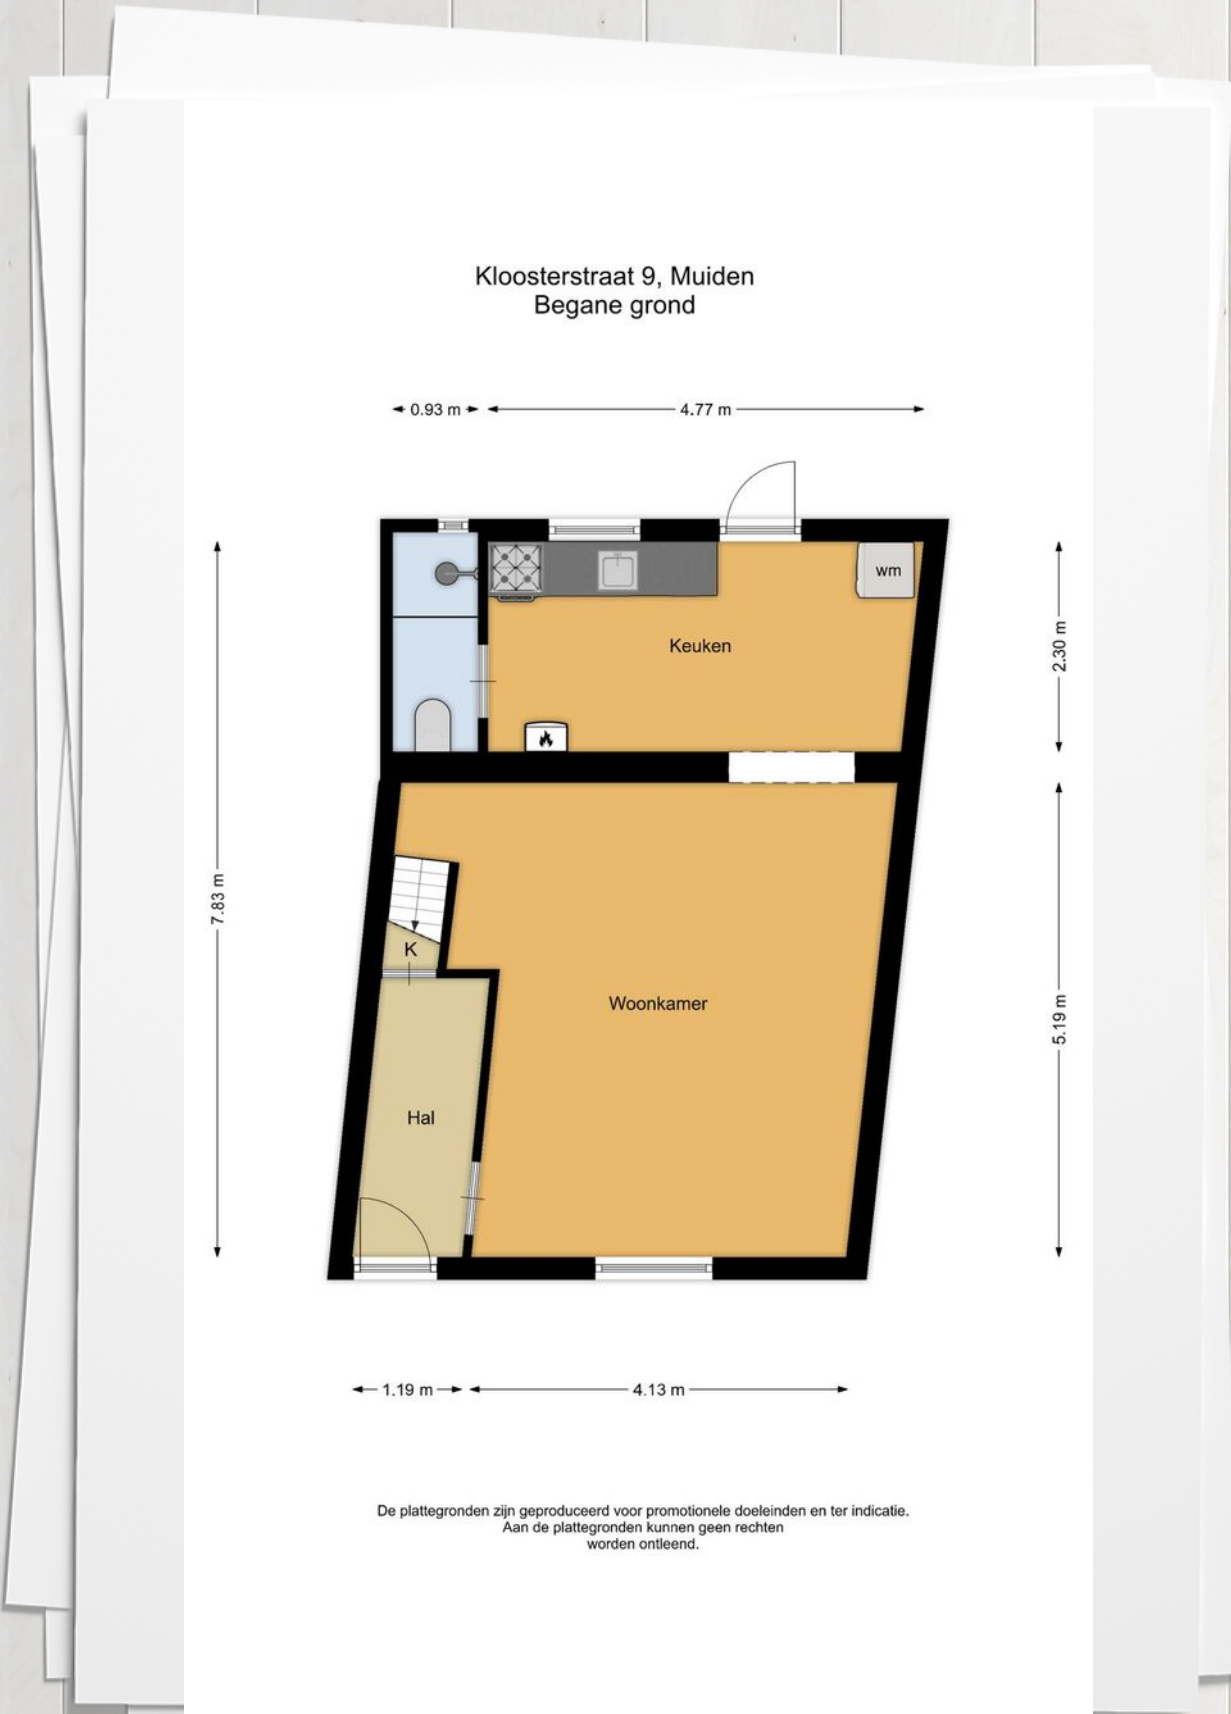 Kloosterstraat 9, Muiden
Begane grond
0.93 m
4.77 m
wm
Keuken
2.30 m
7.83 m
K
Woonkamer
5.19 m
Hal
1.19 m
4.13 m
De plattegronden zijn geproduceerd voor promotionele doeleinden en ter indicatie.
Aan de plattegronden kunnen geen rechten
worden ontleend.